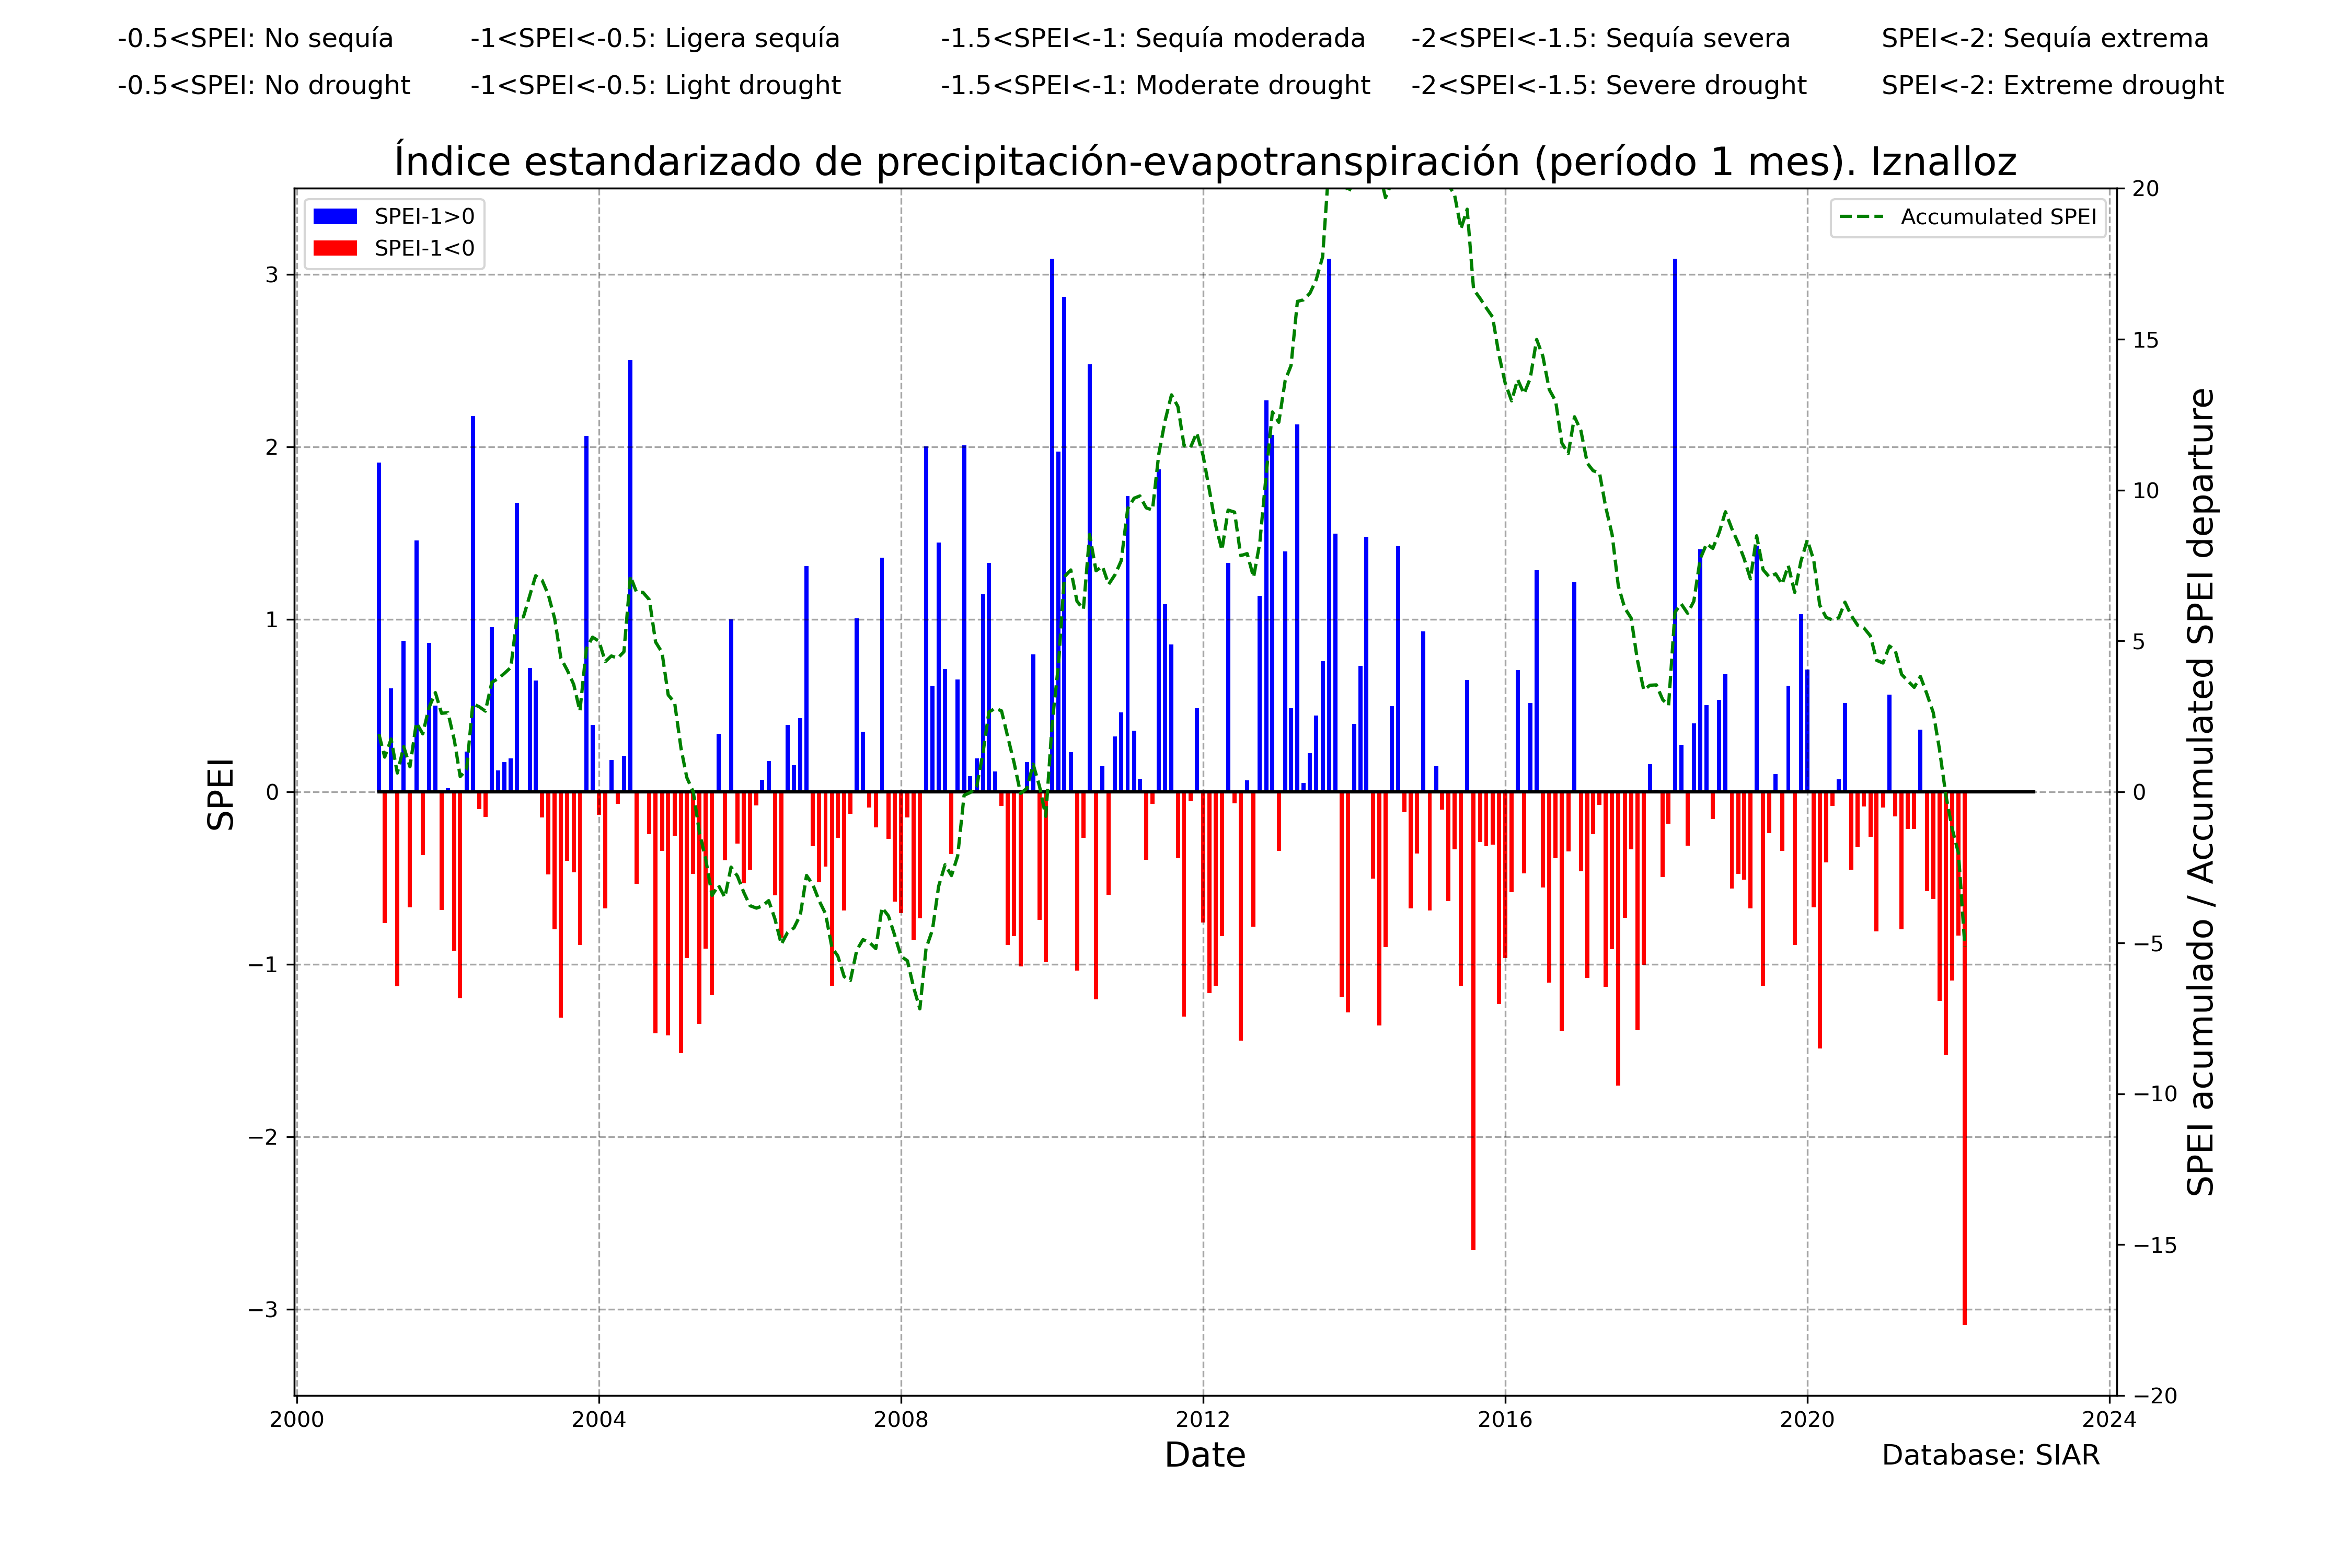 -0.5<SPEI: No sequía -1<SPEI<-0.5: Ligera sequía -1.5<SPEI<-1: Sequía moderada -2<SPEI<-1.5: Sequía severa SPEI<-2: Sequía extrema
-0.5<SPEI: No drought -1<SPEI<-0.5: Light drought -1.5<SPEI<-1: Moderate drought -2<SPEI<-1.5: Severe drought SPEI<-2: Extreme drought
Índice estandarizado de precipitación-evapotranspiración (período 1 mes). Iznalloz
SPEI-1>0
SPEI-1<0
Accumulated SPEI
SPEI
3
2
1
0
−1
−2
−3
20
15
10
5
0
−5
−10
−15
−20
SPEI acumulado / Accumulated SPEI departure
2000 2004 2008 2012 2016 2020 2024
Date
Database: SIAR